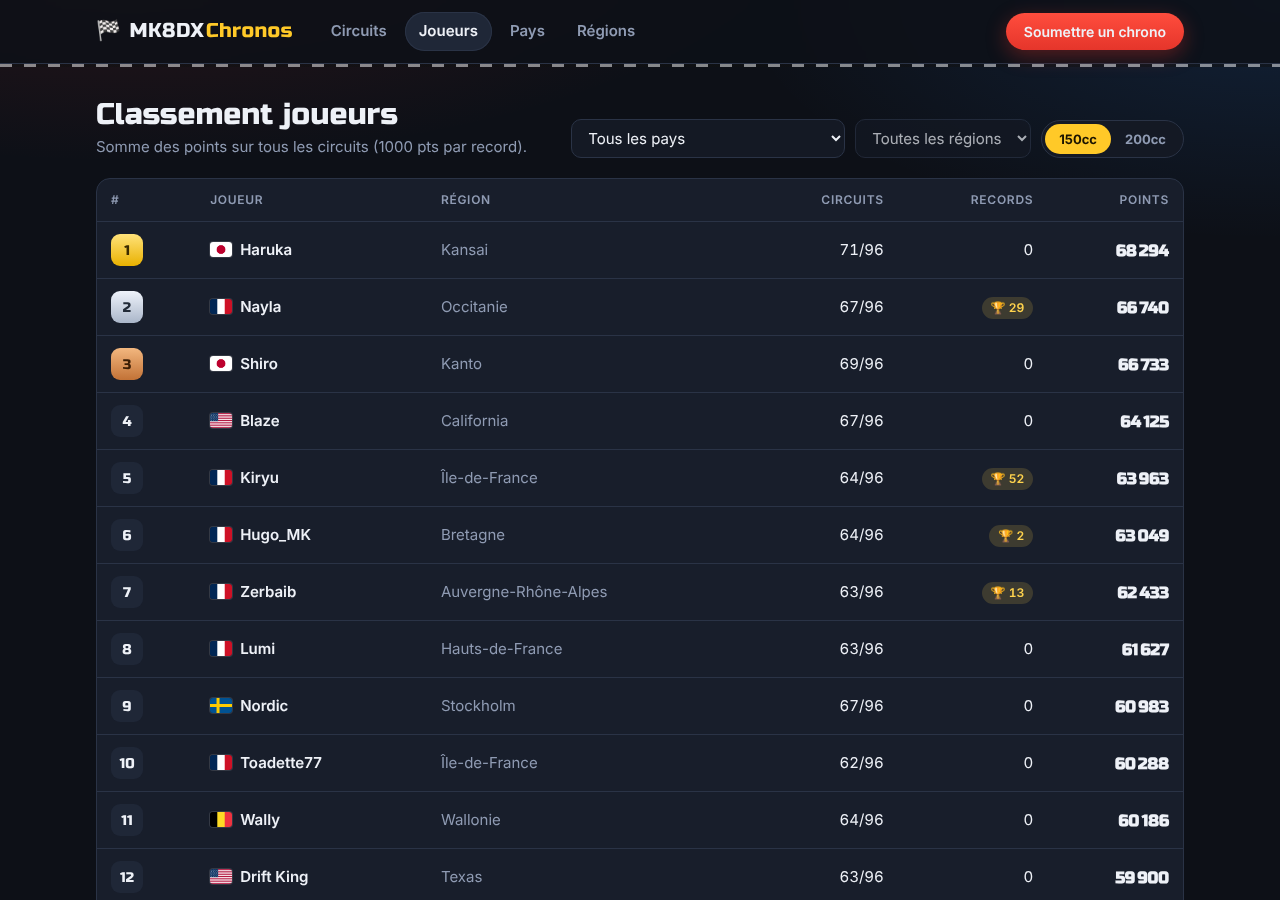 MK8DXChronos Circuits Joueurs Pays Régions Soumettre un chrono
Classement joueurs
Somme des points sur tous les circuits (1000 pts par record).
Tous les pays Toutes les régions 150cc 200cc
# JOUEUR RÉGION CIRCUITS RECORDS POINTS
1 Haruka Kansai 71/96 0 68 294
2 Nayla Occitanie 67/96 🏆 29 66 740
3 Shiro Kanto 69/96 0 66 733
4 Blaze California 67/96 0 64 125
5 Kiryu Île-de-France 64/96 🏆 52 63 963
6 Hugo_MK Bretagne 64/96 🏆 2 63 049
7 Zerbaib Auvergne-Rhône-Alpes 63/96 🏆 13 62 433
8 Lumi Hauts-de-France 63/96 0 61 627
9 Nordic Stockholm 67/96 0 60 983
10 Toadette77 Île-de-France 62/96 0 60 288
11 Wally Wallonie 64/96 0 60 186
12 Drift King Texas 63/96 0 59 900